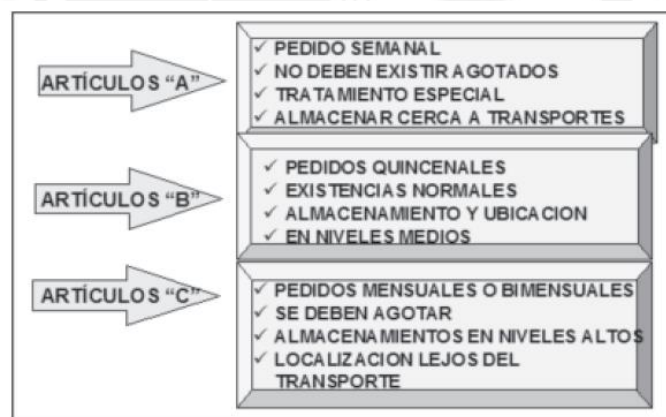 ARTÍCULOS “A”
✓ PEDIDO SEMANAL
✓ NO DEBEN EXISTIR AGOTADOS
✓ TRATAMIENTO ESPECIAL
✓ ALMACENAR CERCA A TRANSPORTES
ARTÍCULOS “B”
✓ PEDIDOS QUINCENALES
✓ EXISTENCIAS NORMALES
✓ ALMACENAMIENTO Y UBICACION
✓ EN NIVELES MEDIOS
ARTÍCULOS “C”
✓ PEDIDOS MENSUALES O BIMENSUALES
✓ SE DEBEN AGOTAR
✓ ALMACENAMIENTOS EN NIVELES ALTOS
✓ LOCALIZACION LEJOS DEL
TRANSPORTE